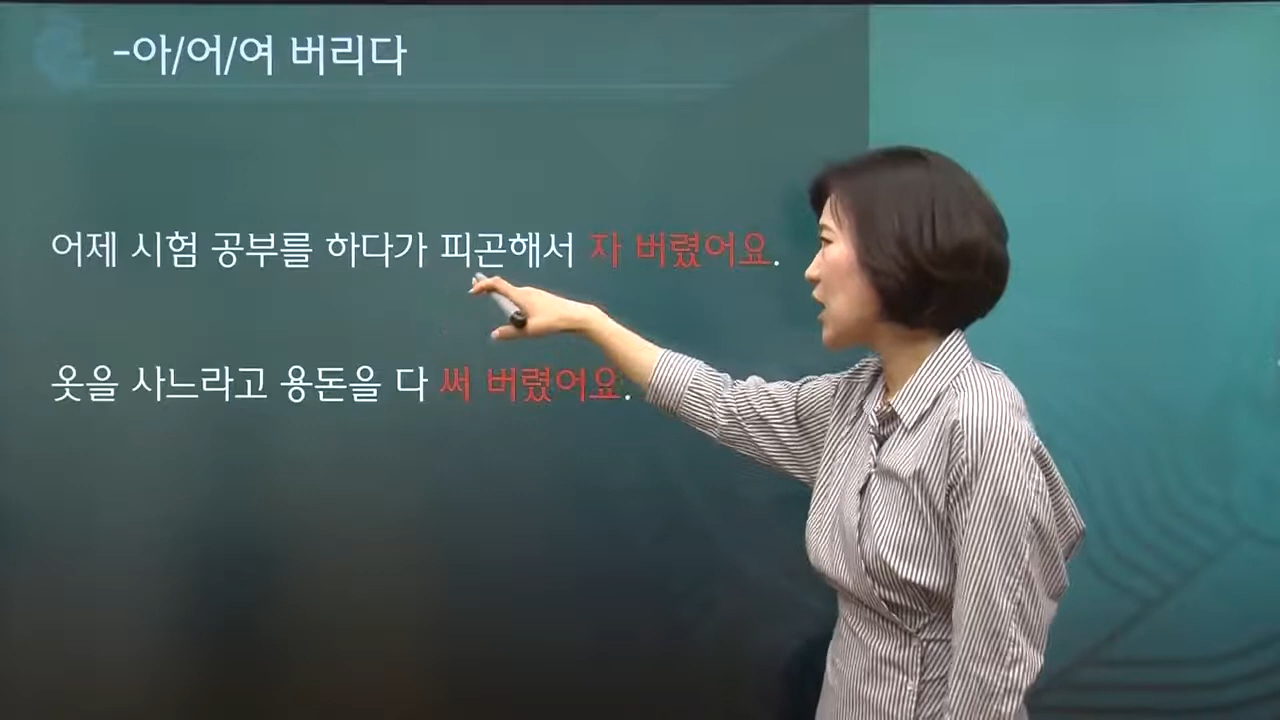 -아/어/여 버리다
어제 시험 공부를 하다가 피곤해서 자 버렸어요.
옷을 사느라고 용돈을 다 써 버렸어요.